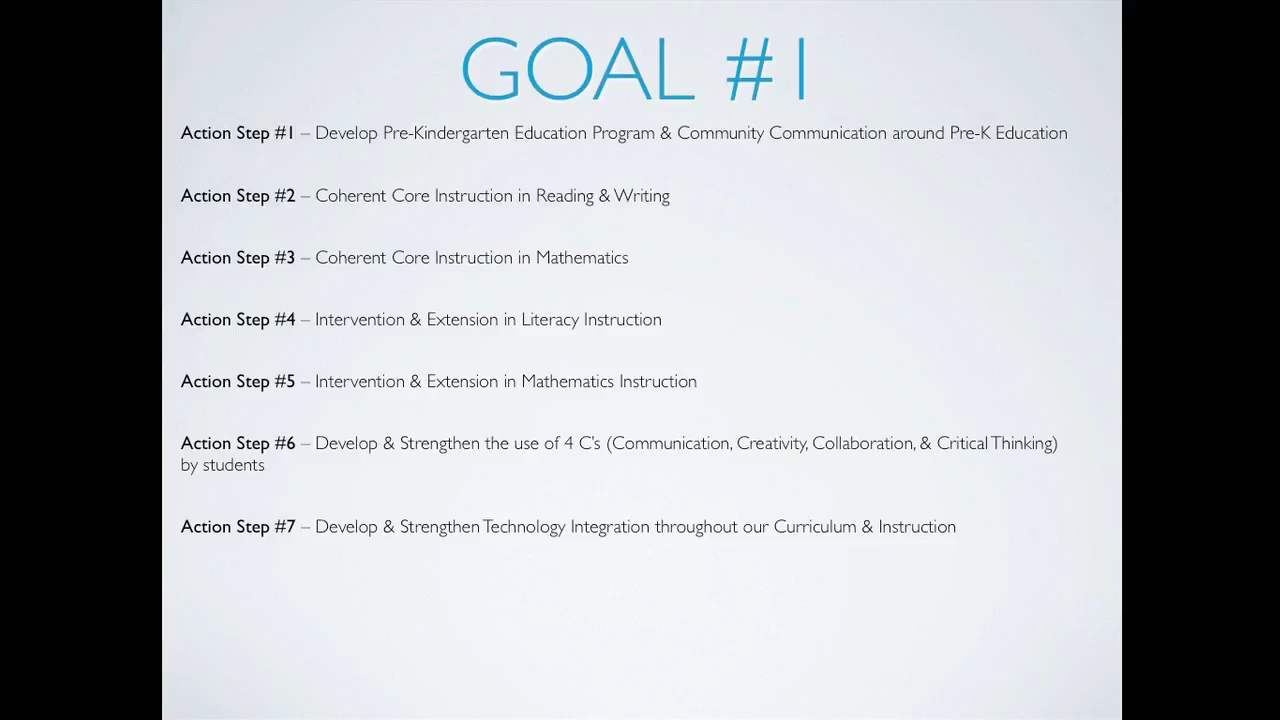 GOAL #1
Action Step #1 – Develop Pre-Kindergarten Education Program & Community Communication around Pre-K Education
Action Step #2 – Coherent Core Instruction in Reading & Writing
Action Step #3 – Coherent Core Instruction in Mathematics
Action Step #4 – Intervention & Extension in Literacy Instruction
Action Step #5 – Intervention & Extension in Mathematics Instruction
Action Step #6 – Develop & Strengthen the use of 4 C's (Communication, Creativity, Collaboration, & Critical Thinking)
by students
Action Step #7 – Develop & Strengthen Technology Integration throughout our Curriculum & Instruction